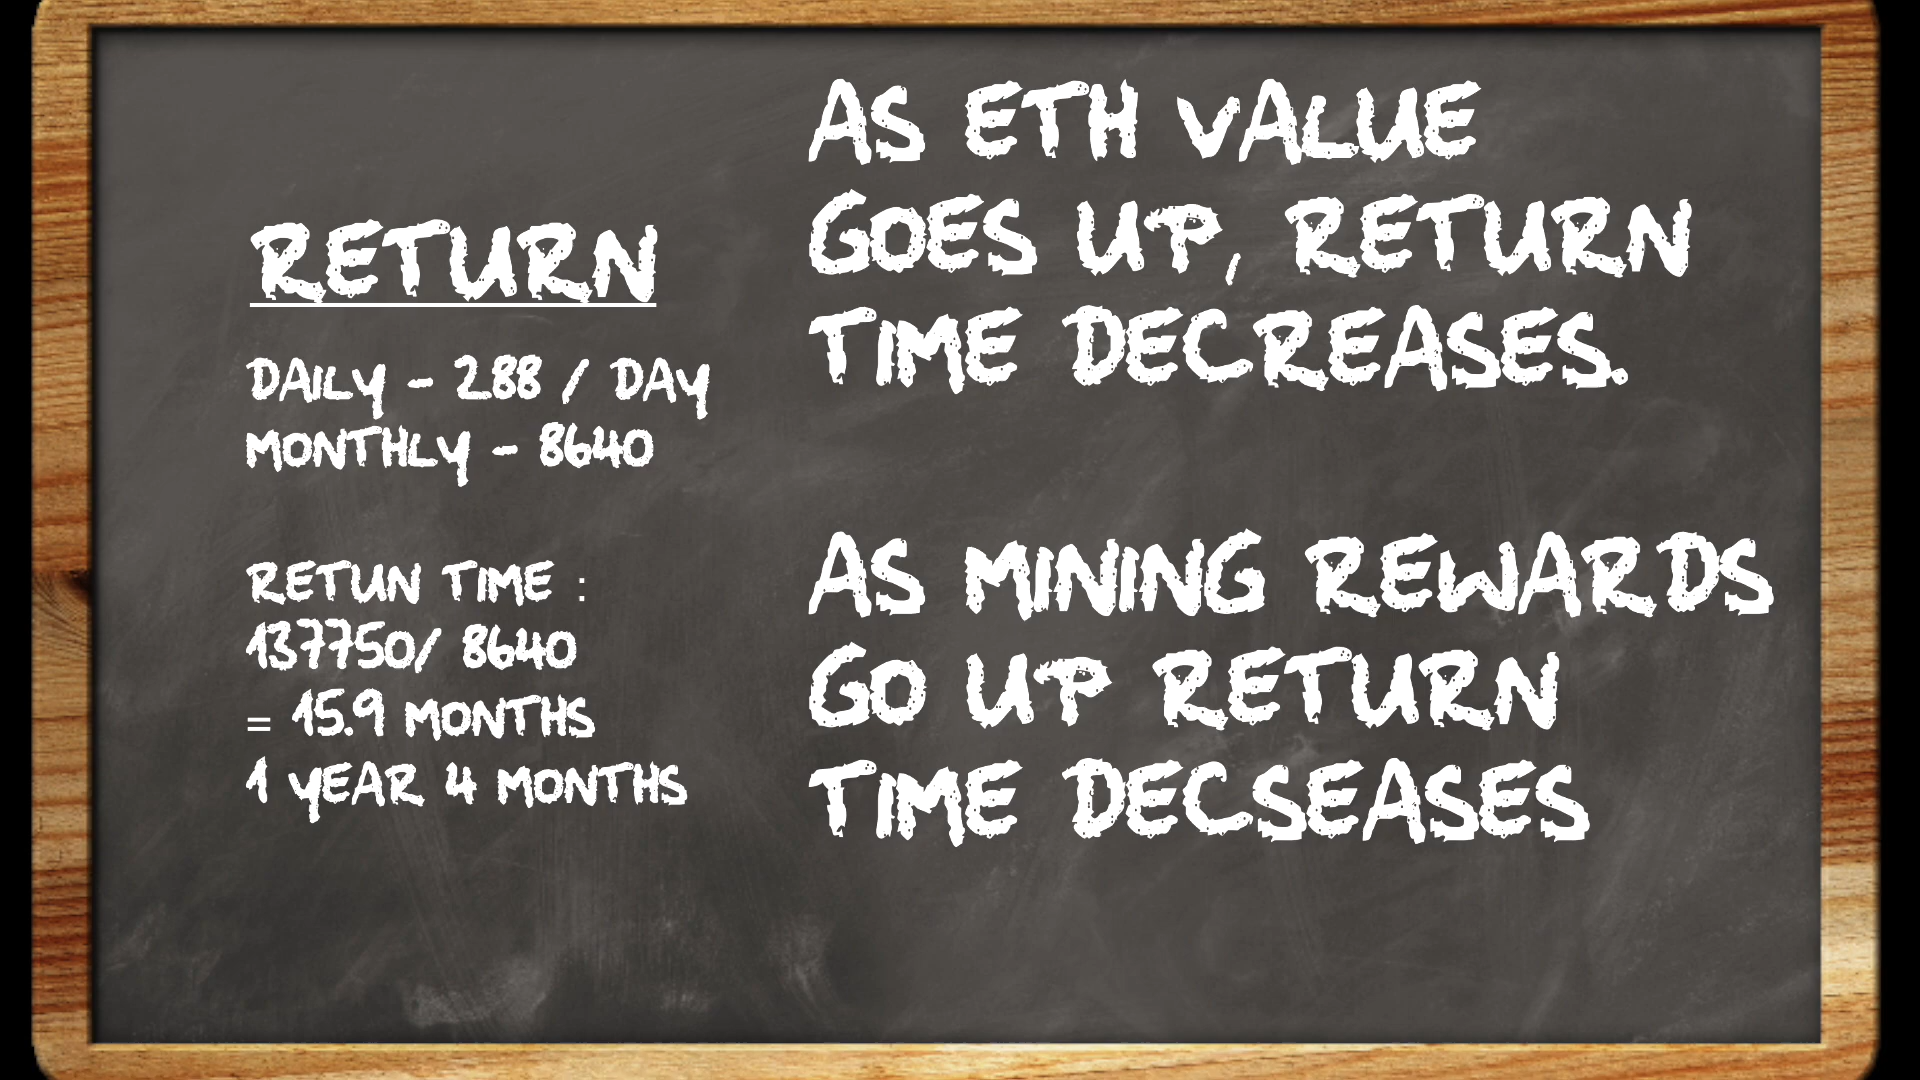 RETURN
DAILY - 288 / DAY
MONTHLY - 8640
RETUN TIME :
137750/ 8640
= 15.9 MONTHS
1 YEAR 4 MONTHS
AS ETH VALUE
GOES UP, RETURN
TIME DECREASES.
AS MINING REWARDS
GO UP RETURN
TIME DECSEASES